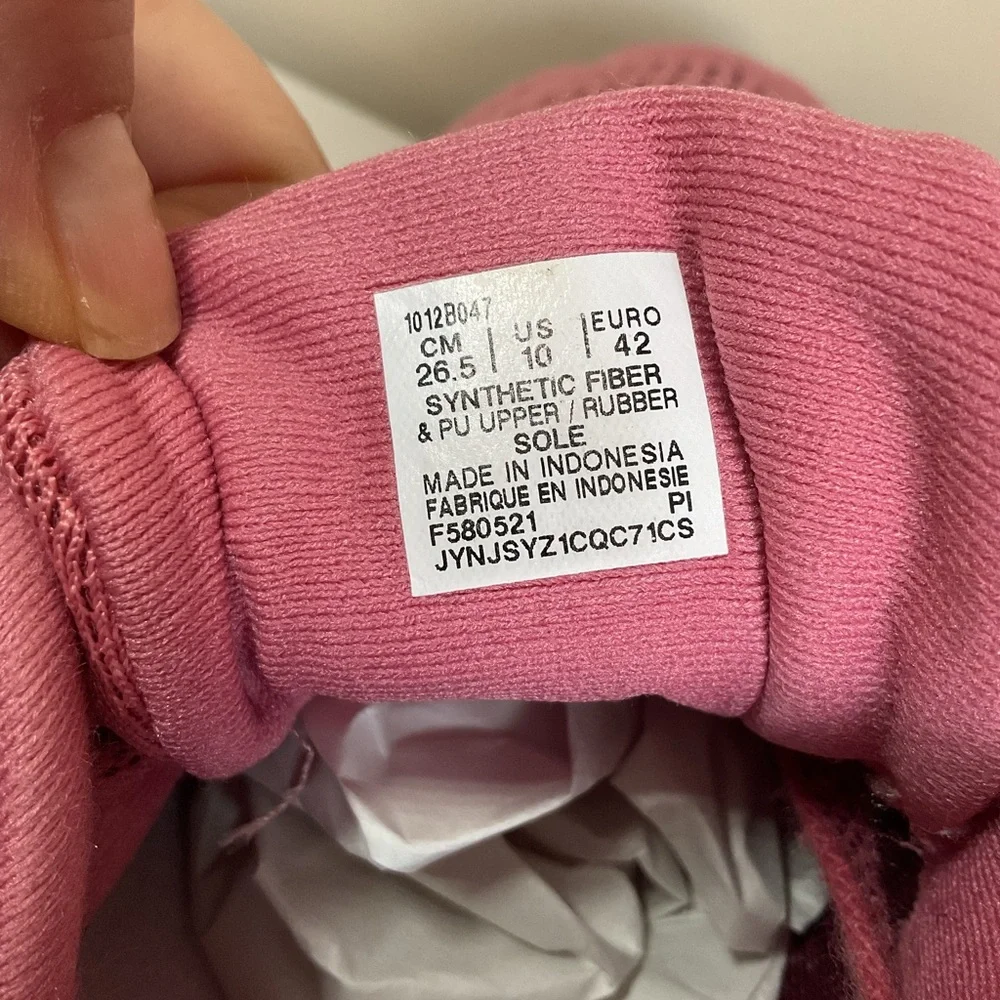 1012B047
CM | US | EURO
26.5 | 10 | 42
SYNTHETIC FIBER
& PU UPPER / RUBBER
SOLE
MADE IN INDONESIA
FABRIQUE EN INDONESIE
F580521 PI
JYNJSYZ1CQC71CS